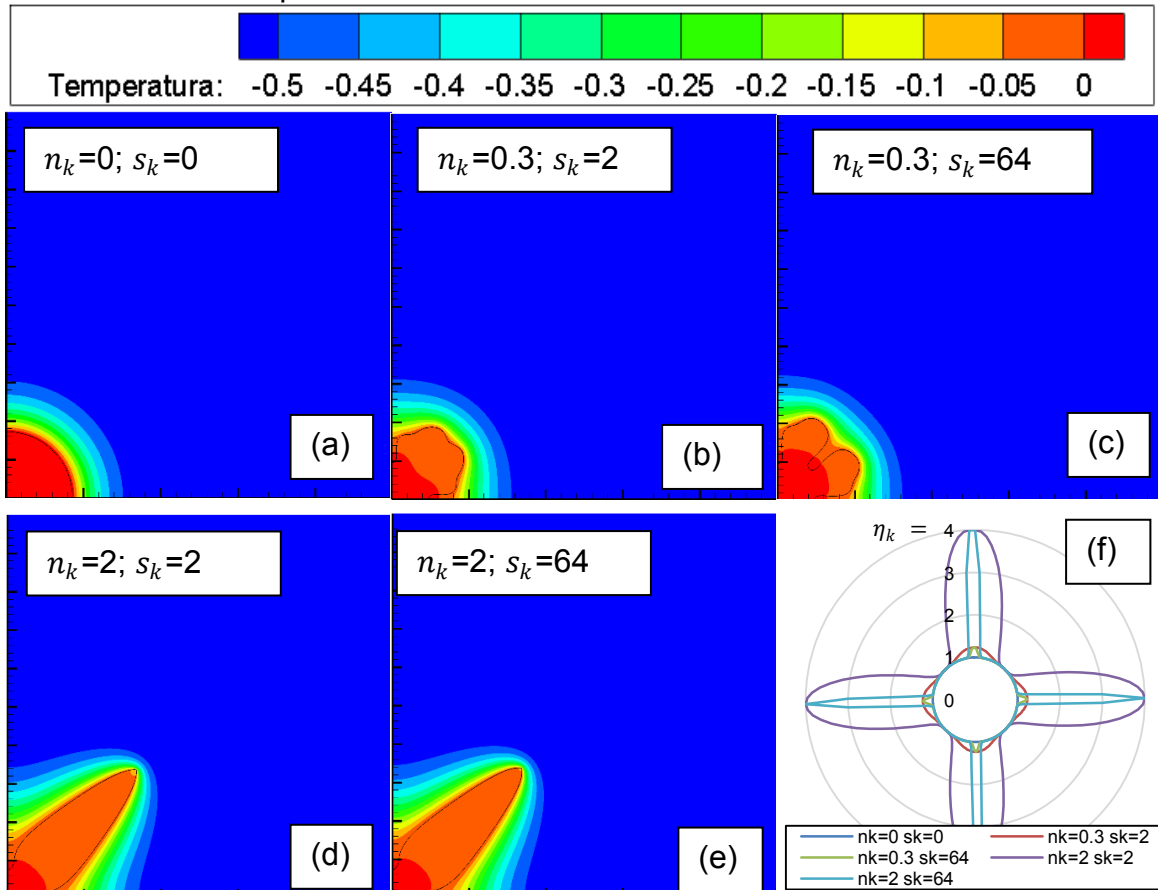 Temperatura: -0.5 -0.45 -0.4 -0.35 -0.3 -0.25 -0.2 -0.15 -0.1 -0.05 0
n_k=0; s_k=0
n_k=0.3; s_k=2
n_k=0.3; s_k=64
(a)
(b)
(c)
n_k=2; s_k=2
n_k=2; s_k=64
η_k =
4
(f)
3
2
1
0
(d)
(e)
nk=0 sk=0
nk=0.3 sk=2
nk=0.3 sk=64
nk=2 sk=2
nk=2 sk=64